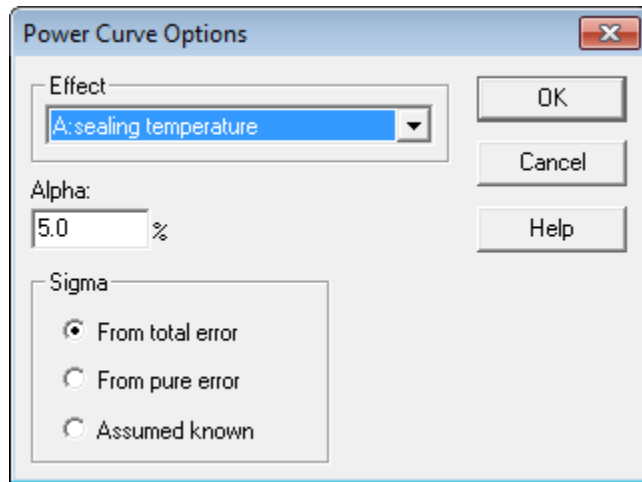 Power Curve Options
Effect
A:sealing temperature
OK
Cancel
Alpha:
5.0 %
Help
Sigma
From total error
From pure error
Assumed known